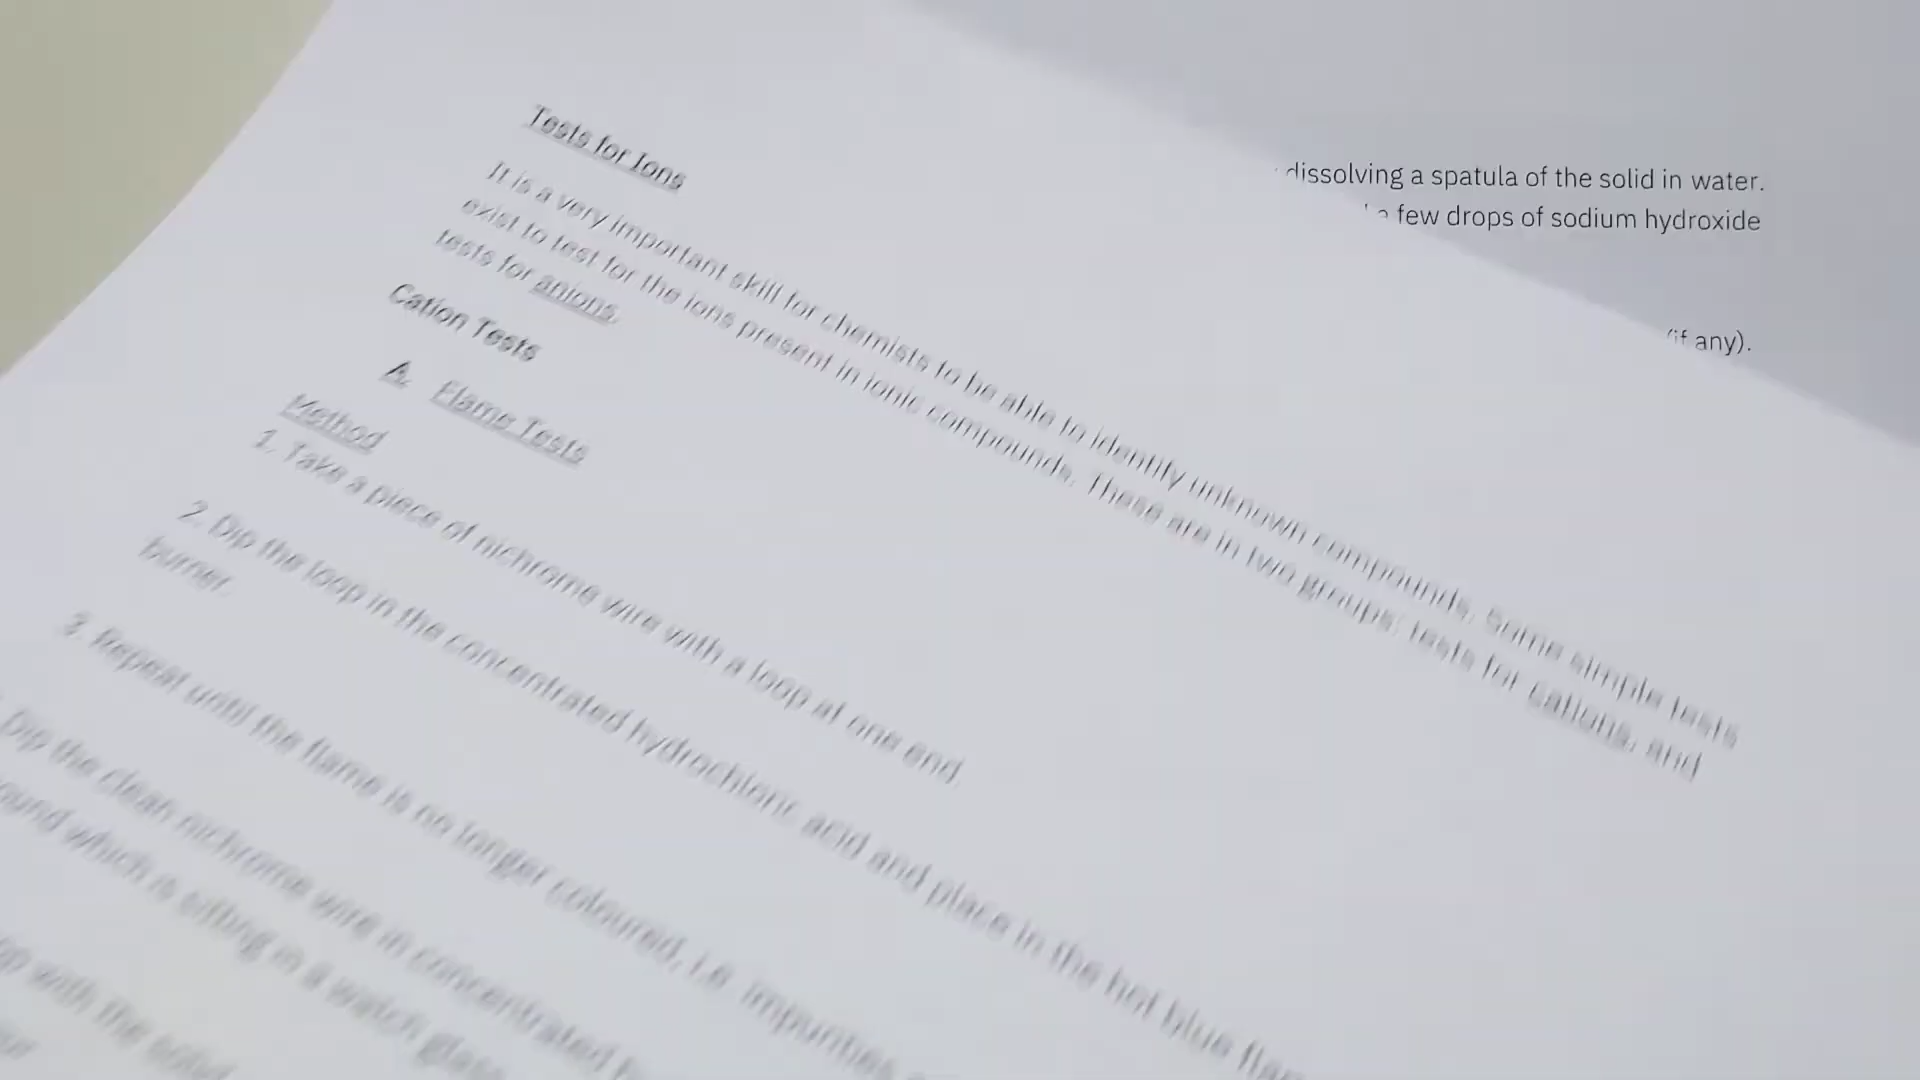 Tests for Ions
It is a very important skill for chemists to be able to identify unknown compounds. Some simple tests
exist to test for the ions present in ionic compounds. These are in two groups: tests for cations, and
tests for anions.
Cation Tests
A. Flame Tests
Method
1. Take a piece of nichrome wire with a loop at one end.
2. Dip the loop in the concentrated hydrochloric acid and place in the hot blue
burner.
3. Repeat until the flame is no longer coloured, i.e. impurities
Dip the clean nichrome wire in concentrated
which is sitting in a watch glass
with the solid
dissolving a spatula of the solid in water.
few drops of sodium hydroxide
(if any).